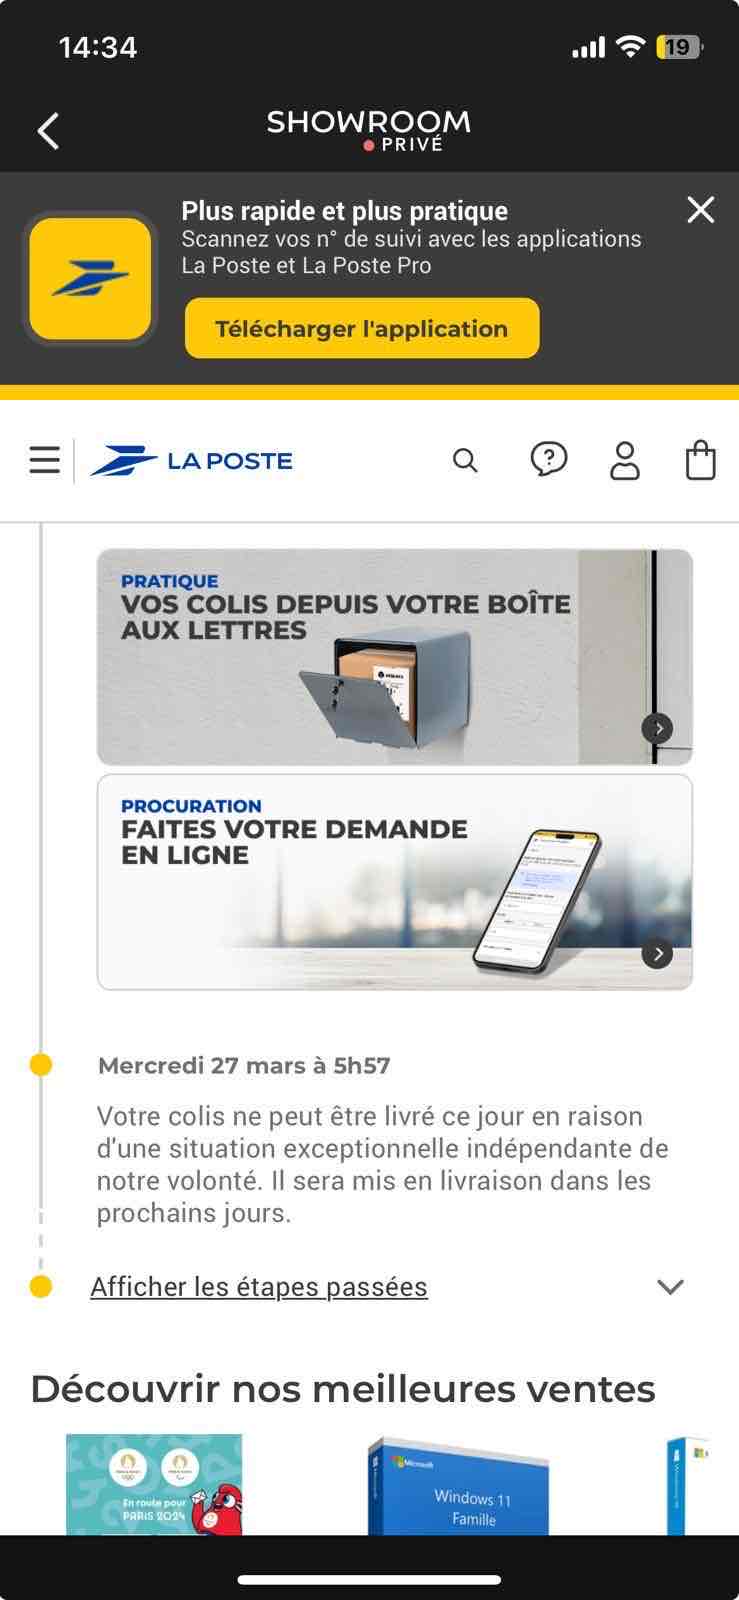 14:34
19
SHOWROOM
PRIVÉ
Plus rapide et plus pratique
Scannez vos n° de suivi avec les applications
La Poste et La Poste Pro
Télécharger l'application
LA POSTE
PRATIQUE
VOS COLIS DEPUIS VOTRE BOÎTE
AUX LETTRES
PROCURATION
FAITES VOTRE DEMANDE
EN LIGNE
Mercredi 27 mars à 5h57
Votre colis ne peut être livré ce jour en raison
d'une situation exceptionnelle indépendante de
notre volonté. Il sera mis en livraison dans les
prochains jours.
Afficher les étapes passées
Découvrir nos meilleures ventes
En route pour
PARiS 2024
Microsoft
Windows 11
Famille